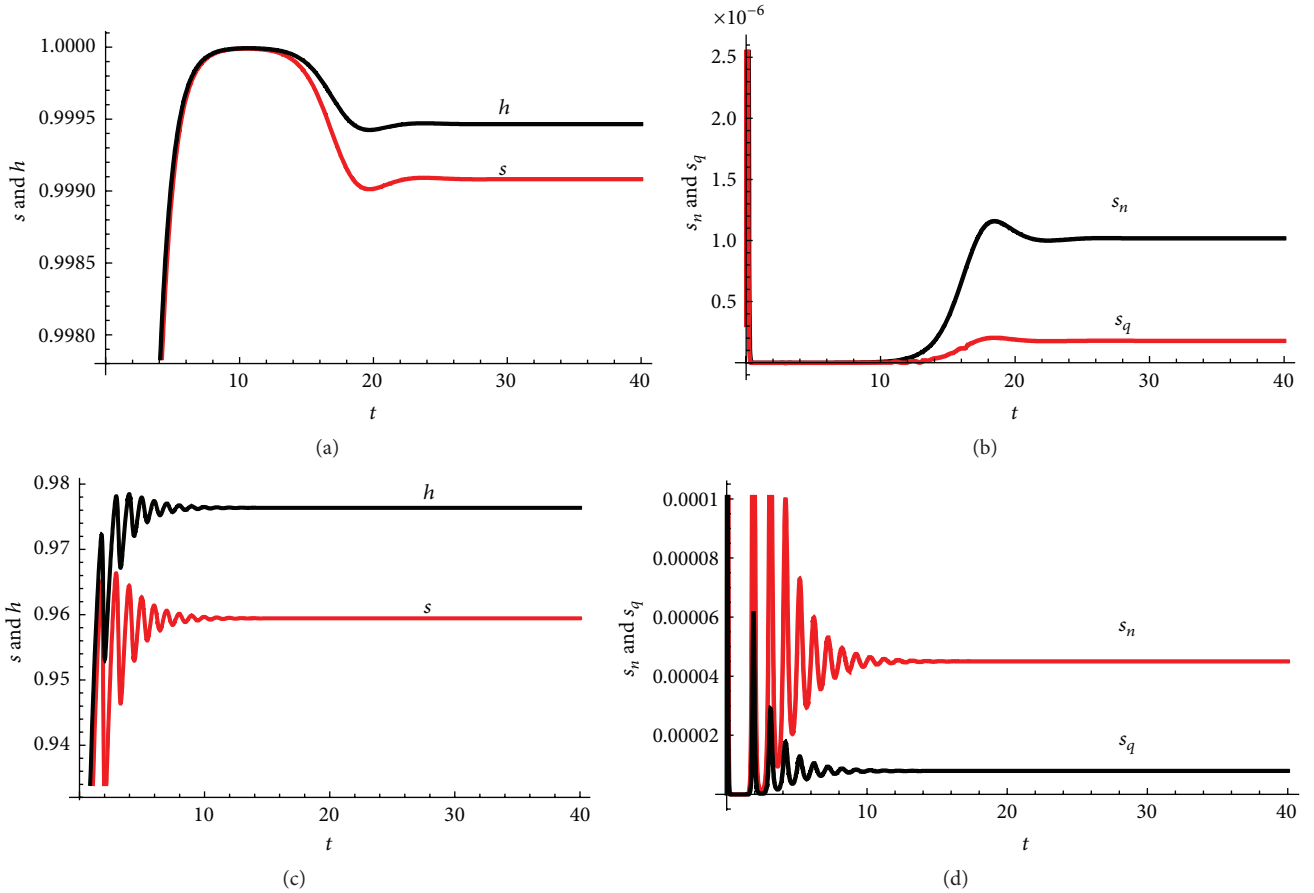 1.0000
0.9995
0.9990
0.9985
0.9980
s and h
h
s
10
20
30
40
t
(a)
×10−6
2.5
2.0
1.5
1.0
0.5
s_n and s_q
s_n
s_q
10
20
30
40
t
(b)
0.98
0.97
0.96
0.95
0.94
s and h
h
s
10
20
30
40
t
(c)
0.0001
0.00008
0.00006
0.00004
0.00002
s_n and s_q
s_n
s_q
10
20
30
40
t
(d)